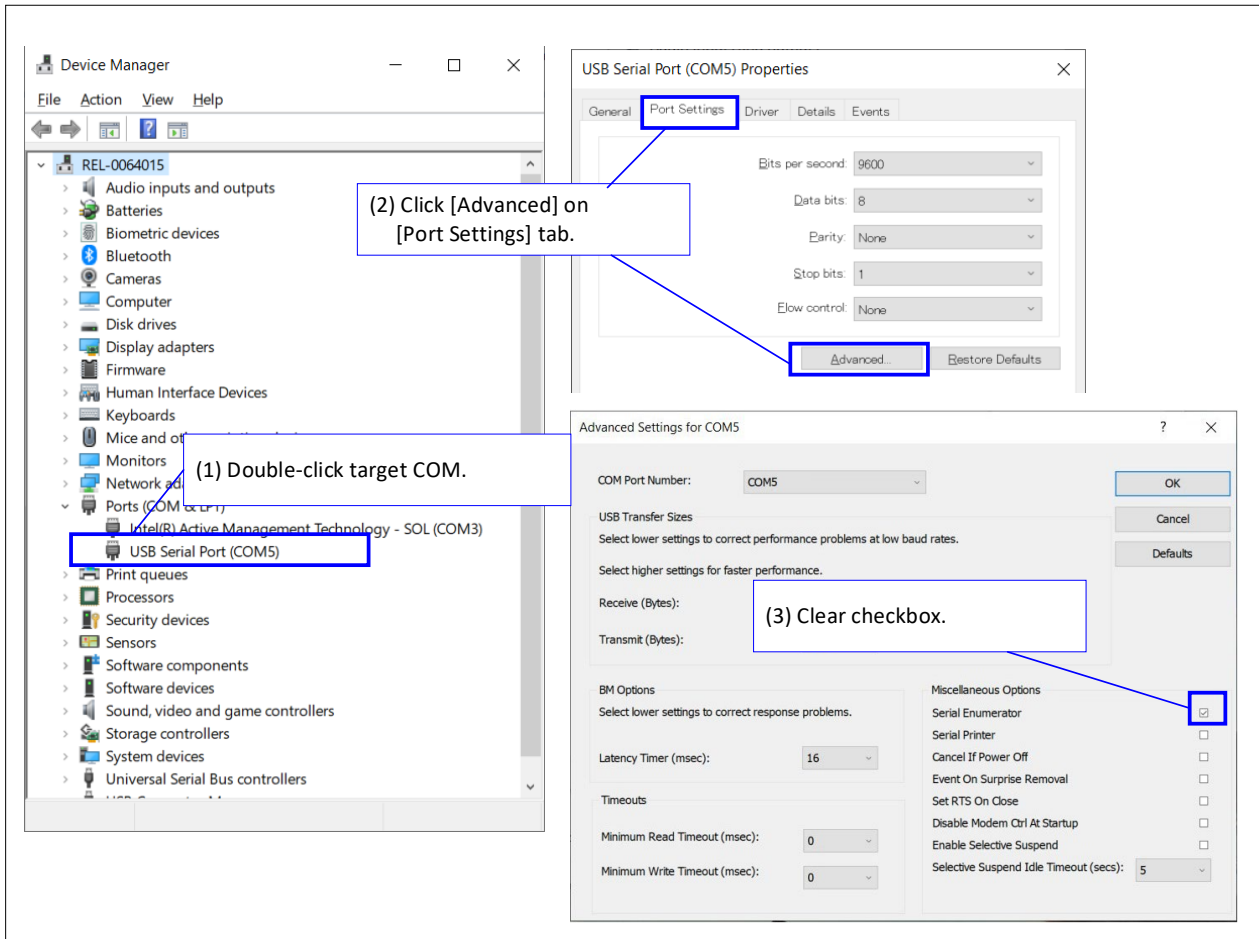 Device Manager
File Action View Help
REL-0064015
Audio inputs and outputs
Batteries
Biometric devices
Bluetooth
Cameras
Computer
Disk drives
Display adapters
Firmware
Human Interface Devices
Keyboards
Mice and
Monitors
Network
Ports (COM & LPT)
Intel(R) Active Management Technology - SOL (COM3)
USB Serial Port (COM5)
Print queues
Processors
Security devices
Sensors
Software components
Software devices
Sound, video and game controllers
Storage controllers
System devices
Universal Serial Bus controllers
(1) Double-click target COM.
(2) Click [Advanced] on
[Port Settings] tab.
USB Serial Port (COM5) Properties
General Port Settings Driver Details Events
Bits per second: 9600
Data bits: 8
Parity: None
Stop bits: 1
Flow control: None
Advanced... Restore Defaults
Advanced Settings for COM5 ?
COM Port Number: COM5
OK
Cancel
Defaults
USB Transfer Sizes
Select lower settings to correct performance problems at low baud rates.
Select higher settings for faster performance.
Receive (Bytes):
Transmit (Bytes):
(3) Clear checkbox.
BM Options
Select lower settings to correct response problems.
Latency Timer (msec): 16
Timeouts
Minimum Read Timeout (msec): 0
Minimum Write Timeout (msec): 0
Miscellaneous Options
Serial Enumerator
Serial Printer
Cancel If Power Off
Event On Surprise Removal
Set RTS On Close
Disable Modem Ctrl At Startup
Enable Selective Suspend
Selective Suspend Idle Timeout (secs): 5